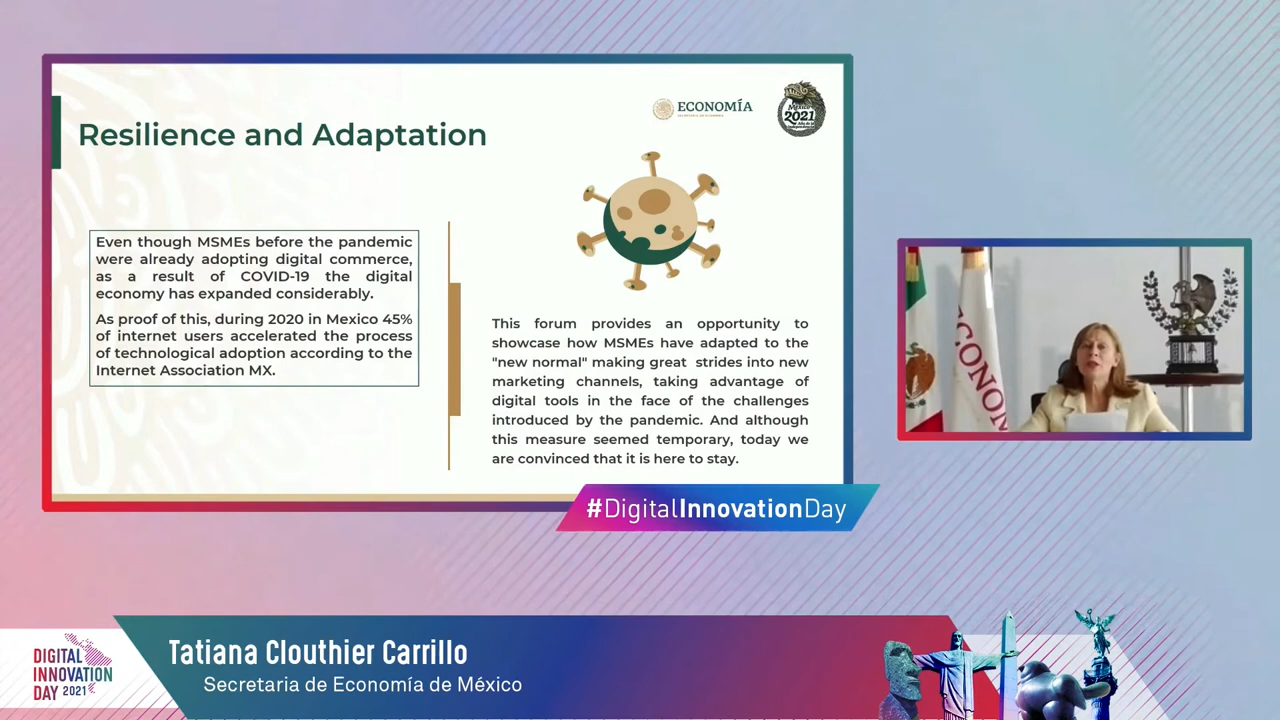 Resilience and Adaptation
ECONOMÍA
México
2021
Even though MSMEs before the pandemic
were already adopting digital commerce,
as a result of COVID-19 the digital
economy has expanded considerably.
As proof of this, during 2020 in Mexico 45%
of internet users accelerated the process
of technological adoption according to the
Internet Association MX.
This forum provides an opportunity to
showcase how MSMEs have adapted to the
"new normal" making great strides into new
marketing channels, taking advantage of
digital tools in the face of the challenges
introduced by the pandemic. And although
this measure seemed temporary, today we
are convinced that it is here to stay.
ECONOM
#DigitalInnovationDay
Tatiana Clouthier Carrillo
Secretaria de Economía de México
DIGITAL
INNOVATION
DAY 2021